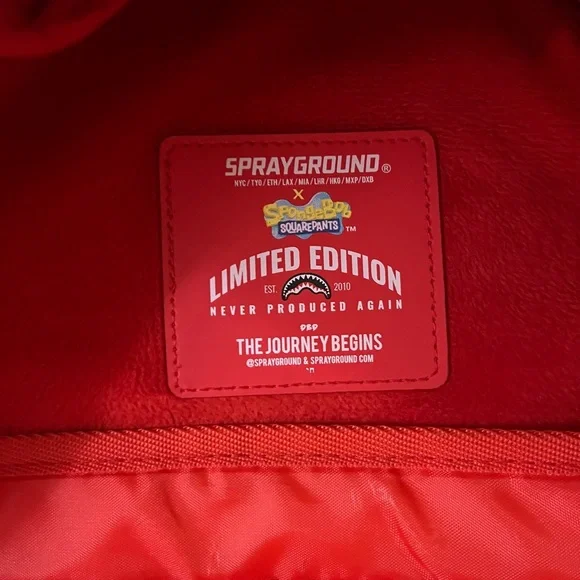 SPRAYGROUND®
NYC/TYO/ETH/LAX/MIA/LHR/HKG/MXP/DXB
X
SpongeBob
SQUAREPANTS ™
LIMITED EDITION
EST. 2010
NEVER PRODUCED AGAIN
THE JOURNEY BEGINS
@SPRAYGROUND & SPRAYGROUND.COM